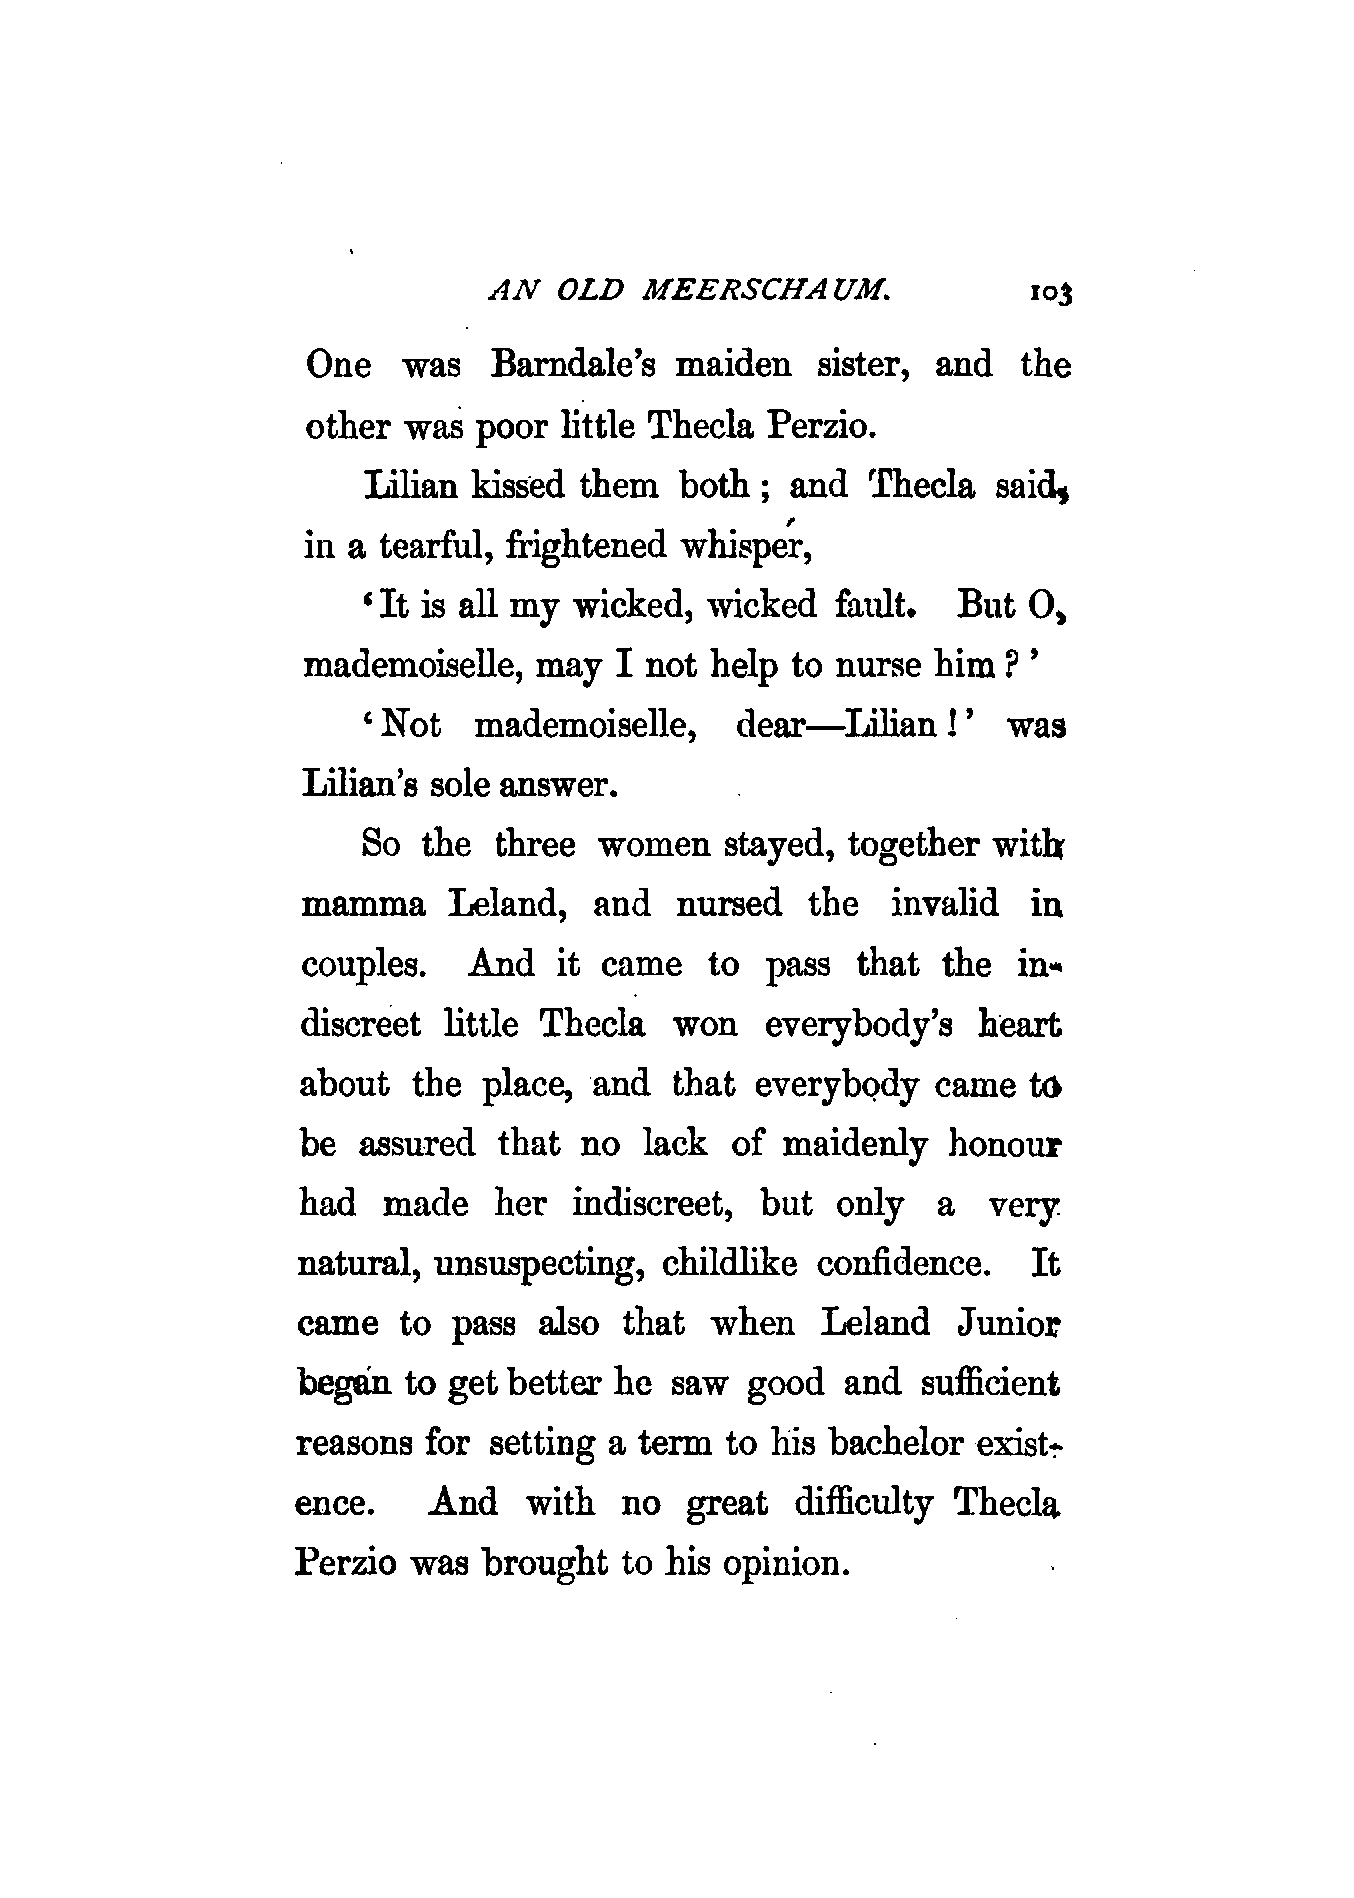 AN OLD MEERSCHAUM. 103
One was Barndale's maiden sister, and the
other was poor little Thecla Perzio.
Lilian kissed them both ; and Thecla said,
in a tearful, frightened whisper,
‘It is all my wicked, wicked fault. But O,
mademoiselle, may I not help to nurse him ?’
‘Not mademoiselle, dear—Lilian !’ was
Lilian's sole answer.
So the three women stayed, together with
mamma Leland, and nursed the invalid in
couples. And it came to pass that the in-
discreet little Thecla won everybody's heart
about the place, and that everybody came to
be assured that no lack of maidenly honour
had made her indiscreet, but only a very
natural, unsuspecting, childlike confidence. It
came to pass also that when Leland Junior
began to get better he saw good and sufficient
reasons for setting a term to his bachelor exist-
ence. And with no great difficulty Thecla
Perzio was brought to his opinion.